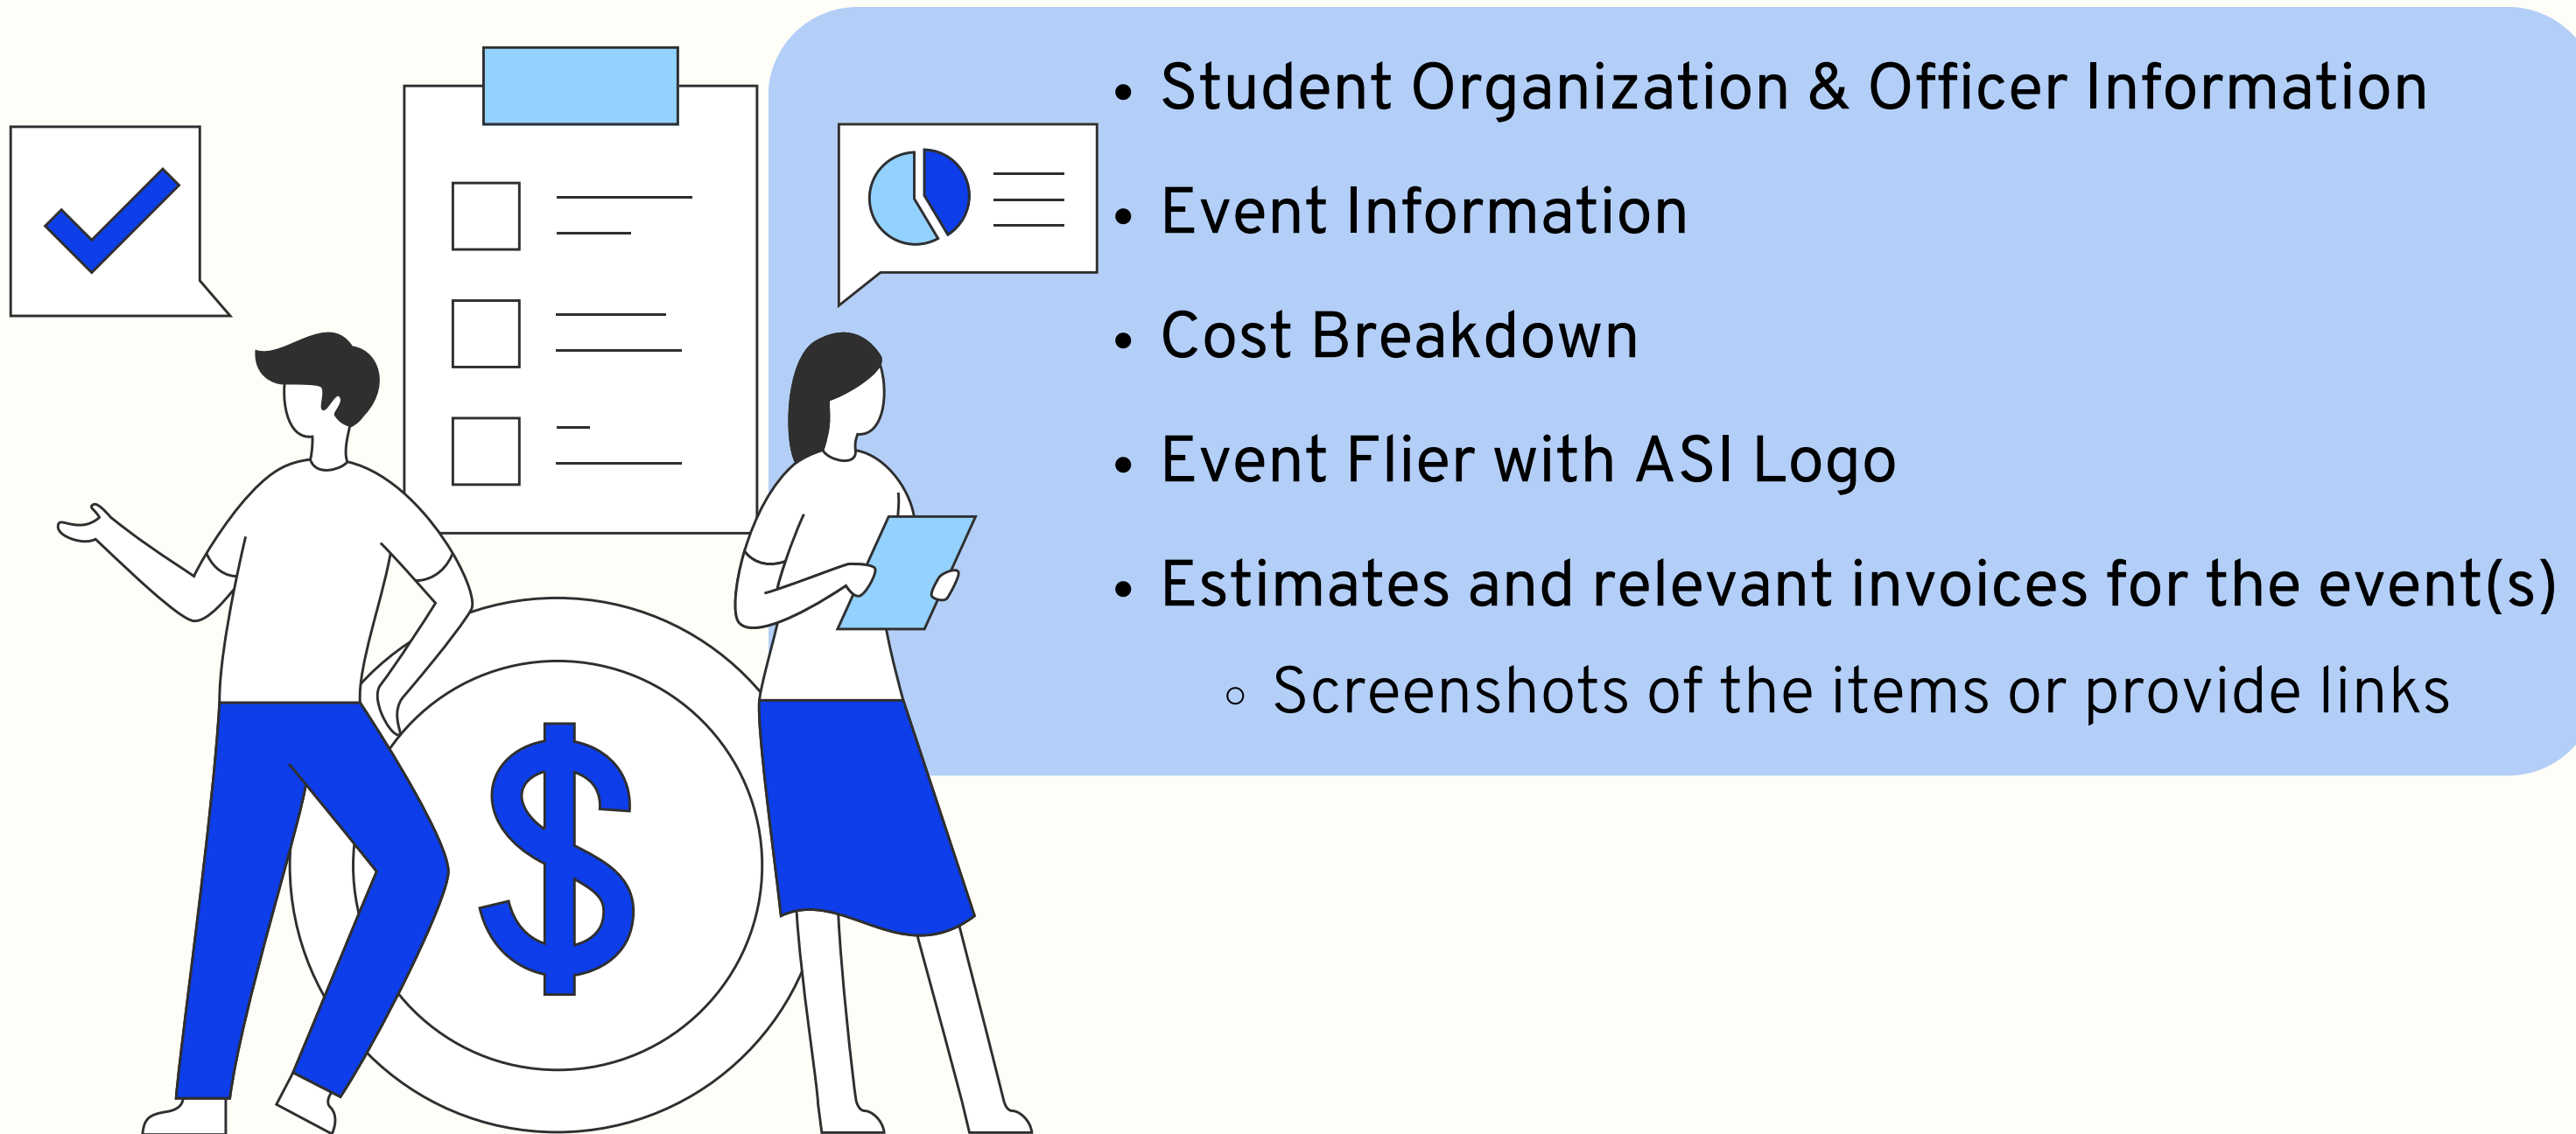 • Student Organization & Officer Information
• Event Information
• Cost Breakdown
• Event Flier with ASI Logo
• Estimates and relevant invoices for the event(s)
◦ Screenshots of the items or provide links
$